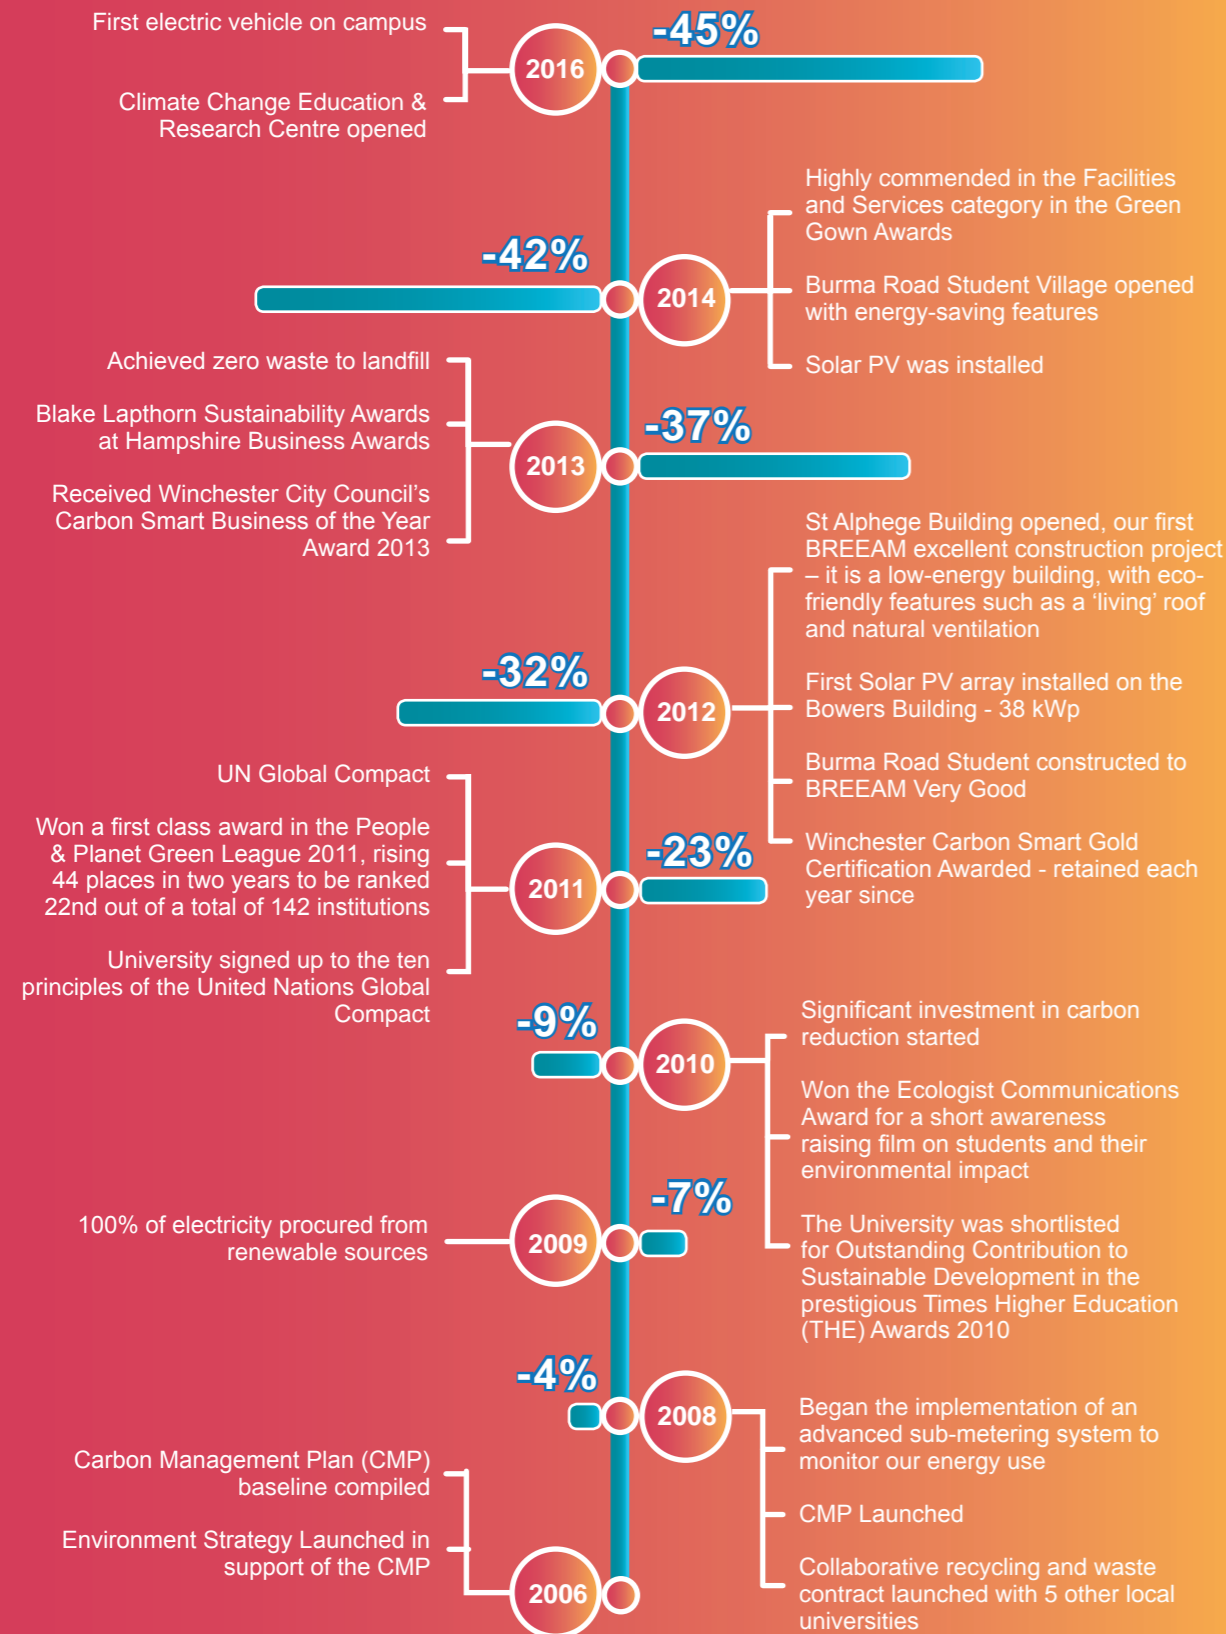 First electric vehicle on campus
Climate Change Education &
Research Centre opened
2016
-45%
Highly commended in the Facilities
and Services category in the Green
Gown Awards
Burma Road Student Village opened
with energy-saving features
Solar PV was installed
-42%
2014
Achieved zero waste to landfill
Blake Lapthorn Sustainability Awards
at Hampshire Business Awards
Received Winchester City Council’s
Carbon Smart Business of the Year
Award 2013
2013
-37%
St Alphege Building opened, our first
BREEAM excellent construction project
– it is a low-energy building, with eco-
friendly features such as a ‘living’ roof
and natural ventilation
First Solar PV array installed on the
Bowers Building - 38 kWp
Burma Road Student constructed to
BREEAM Very Good
Winchester Carbon Smart Gold
Certification Awarded - retained each
year since
-32%
2012
UN Global Compact
Won a first class award in the People
& Planet Green League 2011, rising
44 places in two years to be ranked
22nd out of a total of 142 institutions
University signed up to the ten
principles of the United Nations Global
Compact
2011
-23%
-9%
2010
Significant investment in carbon
reduction started
Won the Ecologist Communications
Award for a short awareness
raising film on students and their
environmental impact
The University was shortlisted
for Outstanding Contribution to
Sustainable Development in the
prestigious Times Higher Education
(THE) Awards 2010
100% of electricity procured from
renewable sources
2009
-7%
-4%
2008
Began the implementation of an
advanced sub-metering system to
monitor our energy use
CMP Launched
Collaborative recycling and waste
contract launched with 5 other local
universities
Carbon Management Plan (CMP)
baseline compiled
Environment Strategy Launched in
support of the CMP
2006